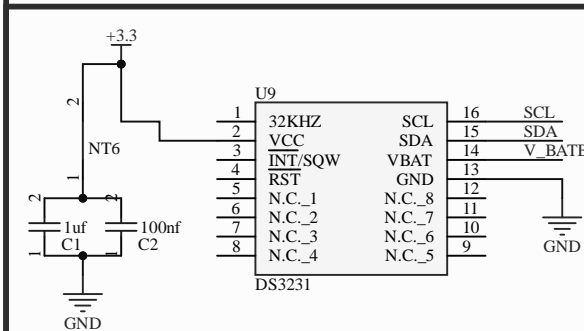 +3.3
U9
2
NT6
1
1 32KHZ SCL 16 SCL
2 VCC SDA 15 SDA
3 INT/SQW VBAT 14 V_BATE
4 RST GND 13
5 N.C._1 N.C._8 12
6 N.C._2 N.C._7 11
7 N.C._3 N.C._6 10
8 N.C._4 N.C._5 9
DS3231
GND
2 2
1uf 100nf
C1 C2
1 1
GND